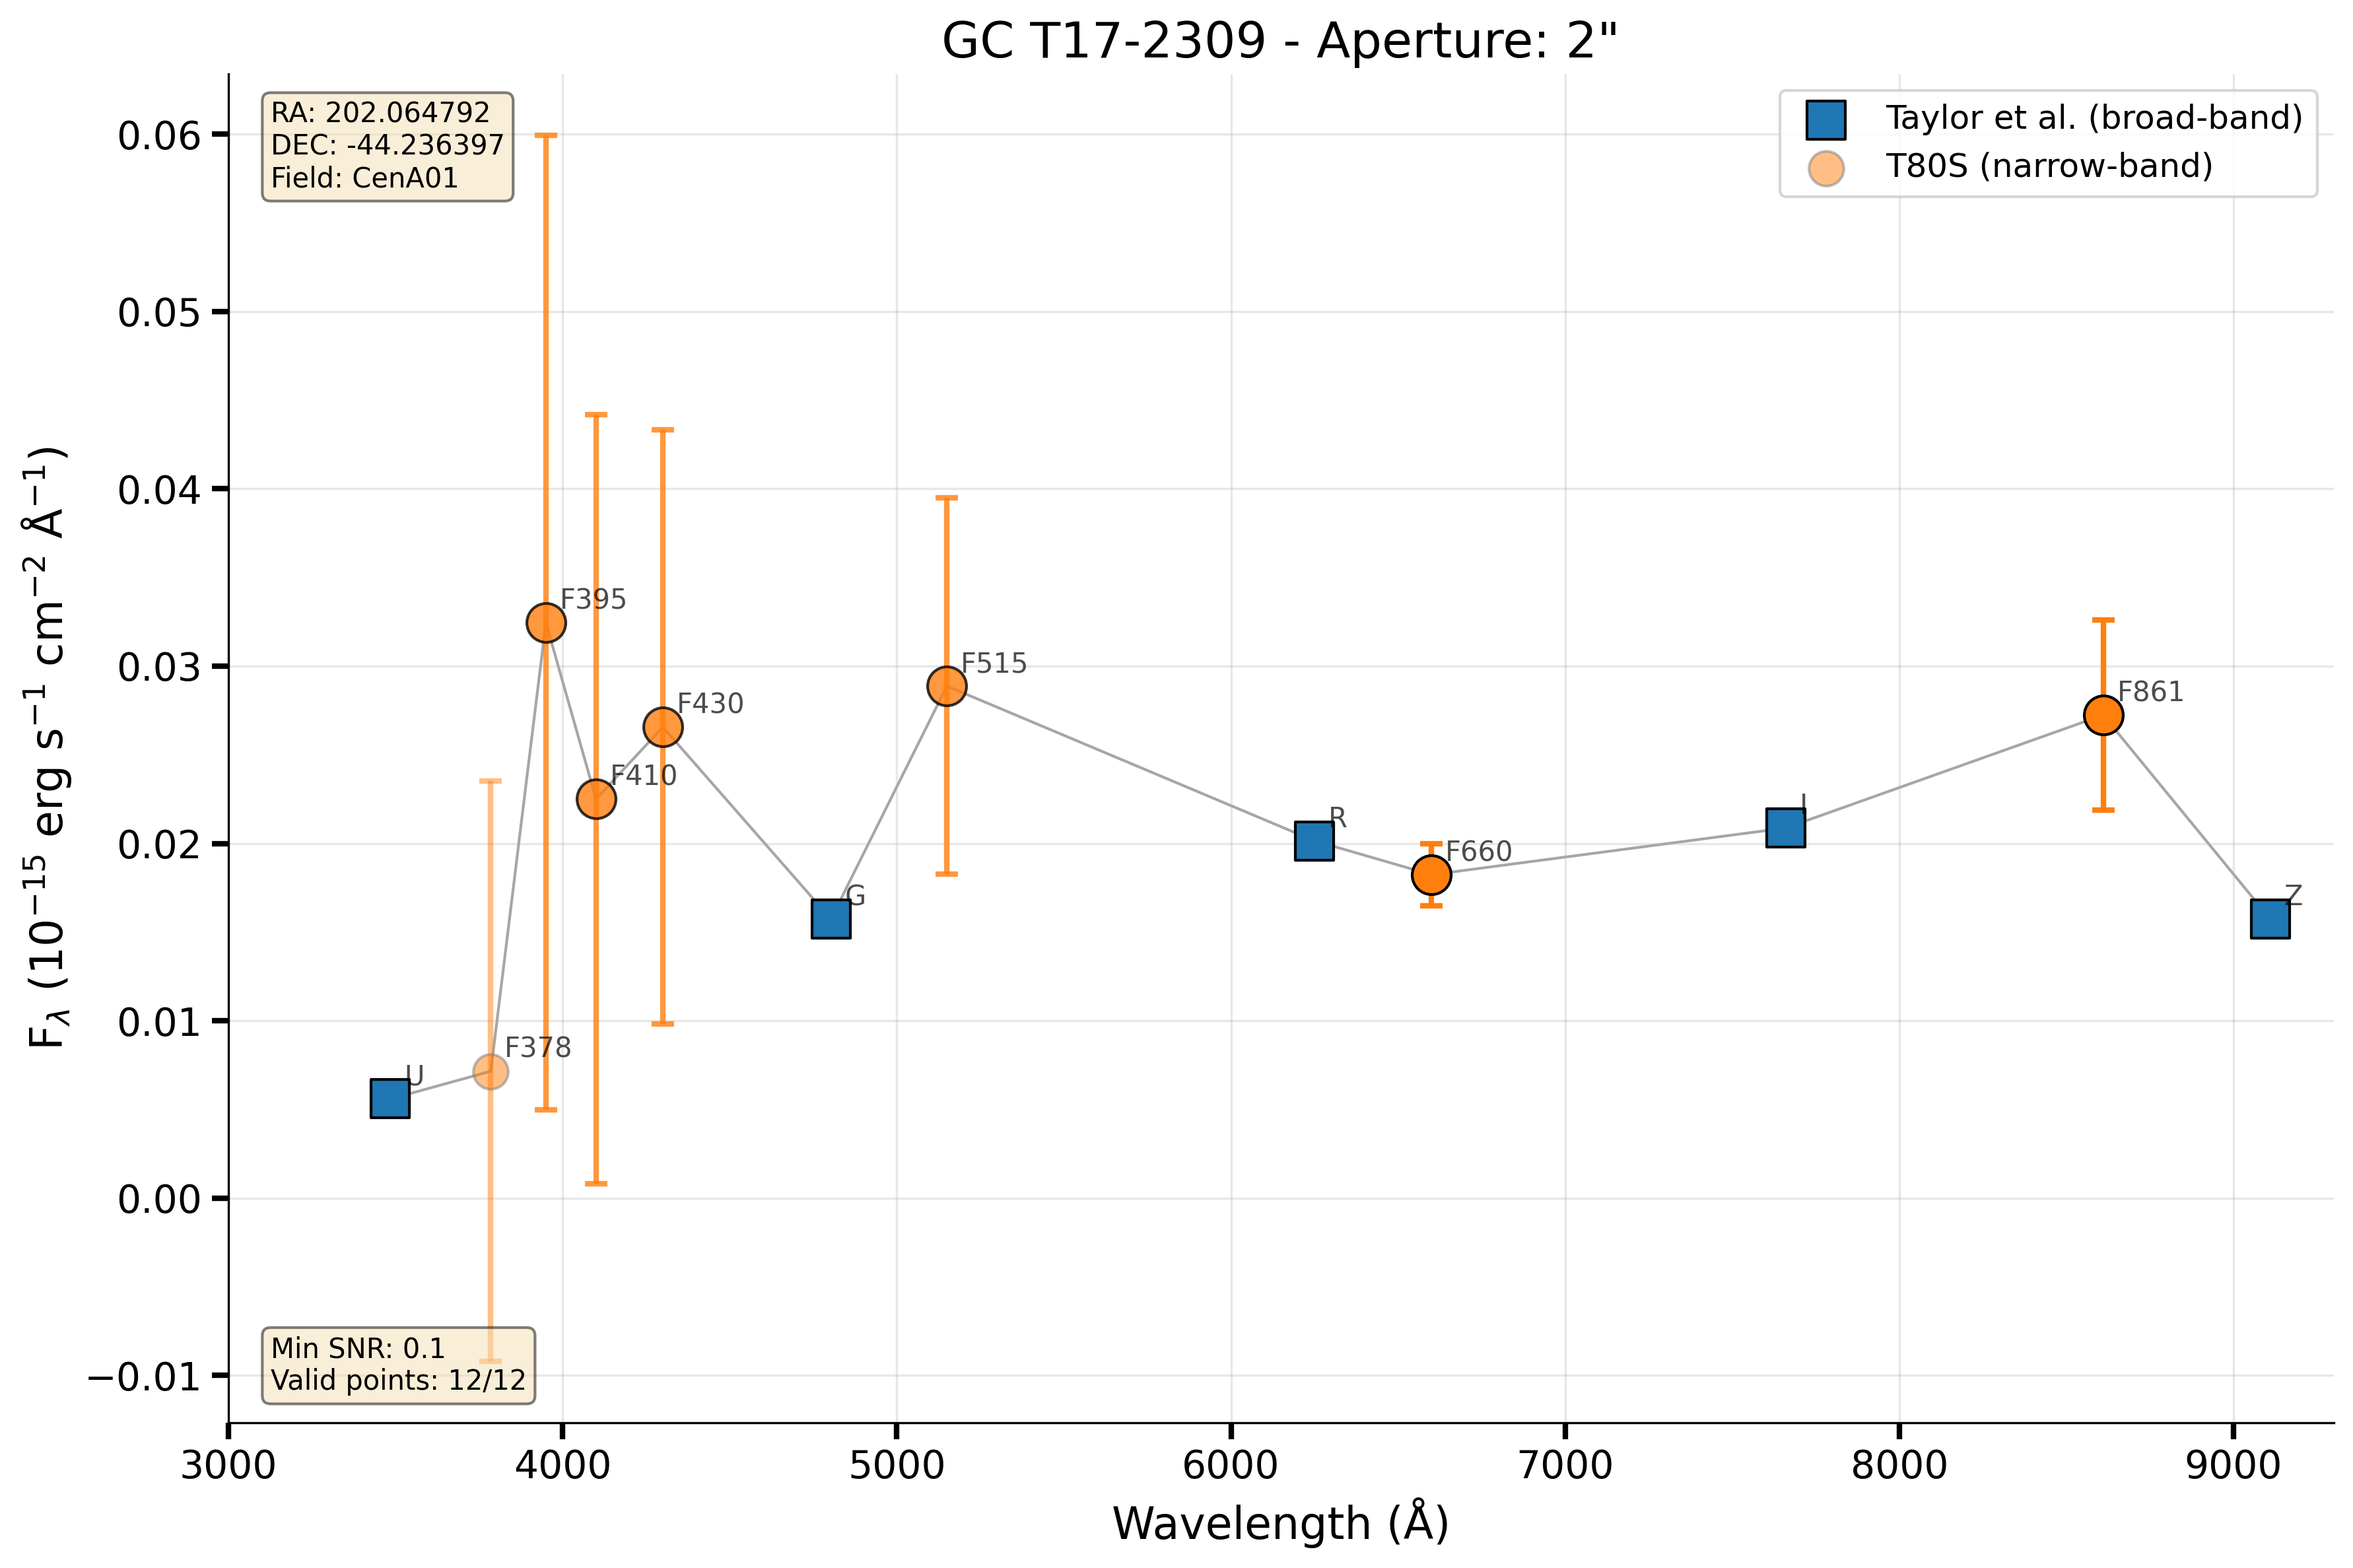 GC T17-2309 - Aperture: 2"
RA: 202.064792
DEC: -44.236397
Field: CenA01
Taylor et al. (broad-band)
T80S (narrow-band)
0.06
0.05
0.04
0.03
0.02
0.01
0.00
−0.01
F_λ (10⁻¹⁵ erg s⁻¹ cm⁻² Å⁻¹)
U
F378
F395
F410
F430
G
F515
R
F660
I
F861
Z
Min SNR: 0.1
Valid points: 12/12
3000 4000 5000 6000 7000 8000 9000
Wavelength (Å)